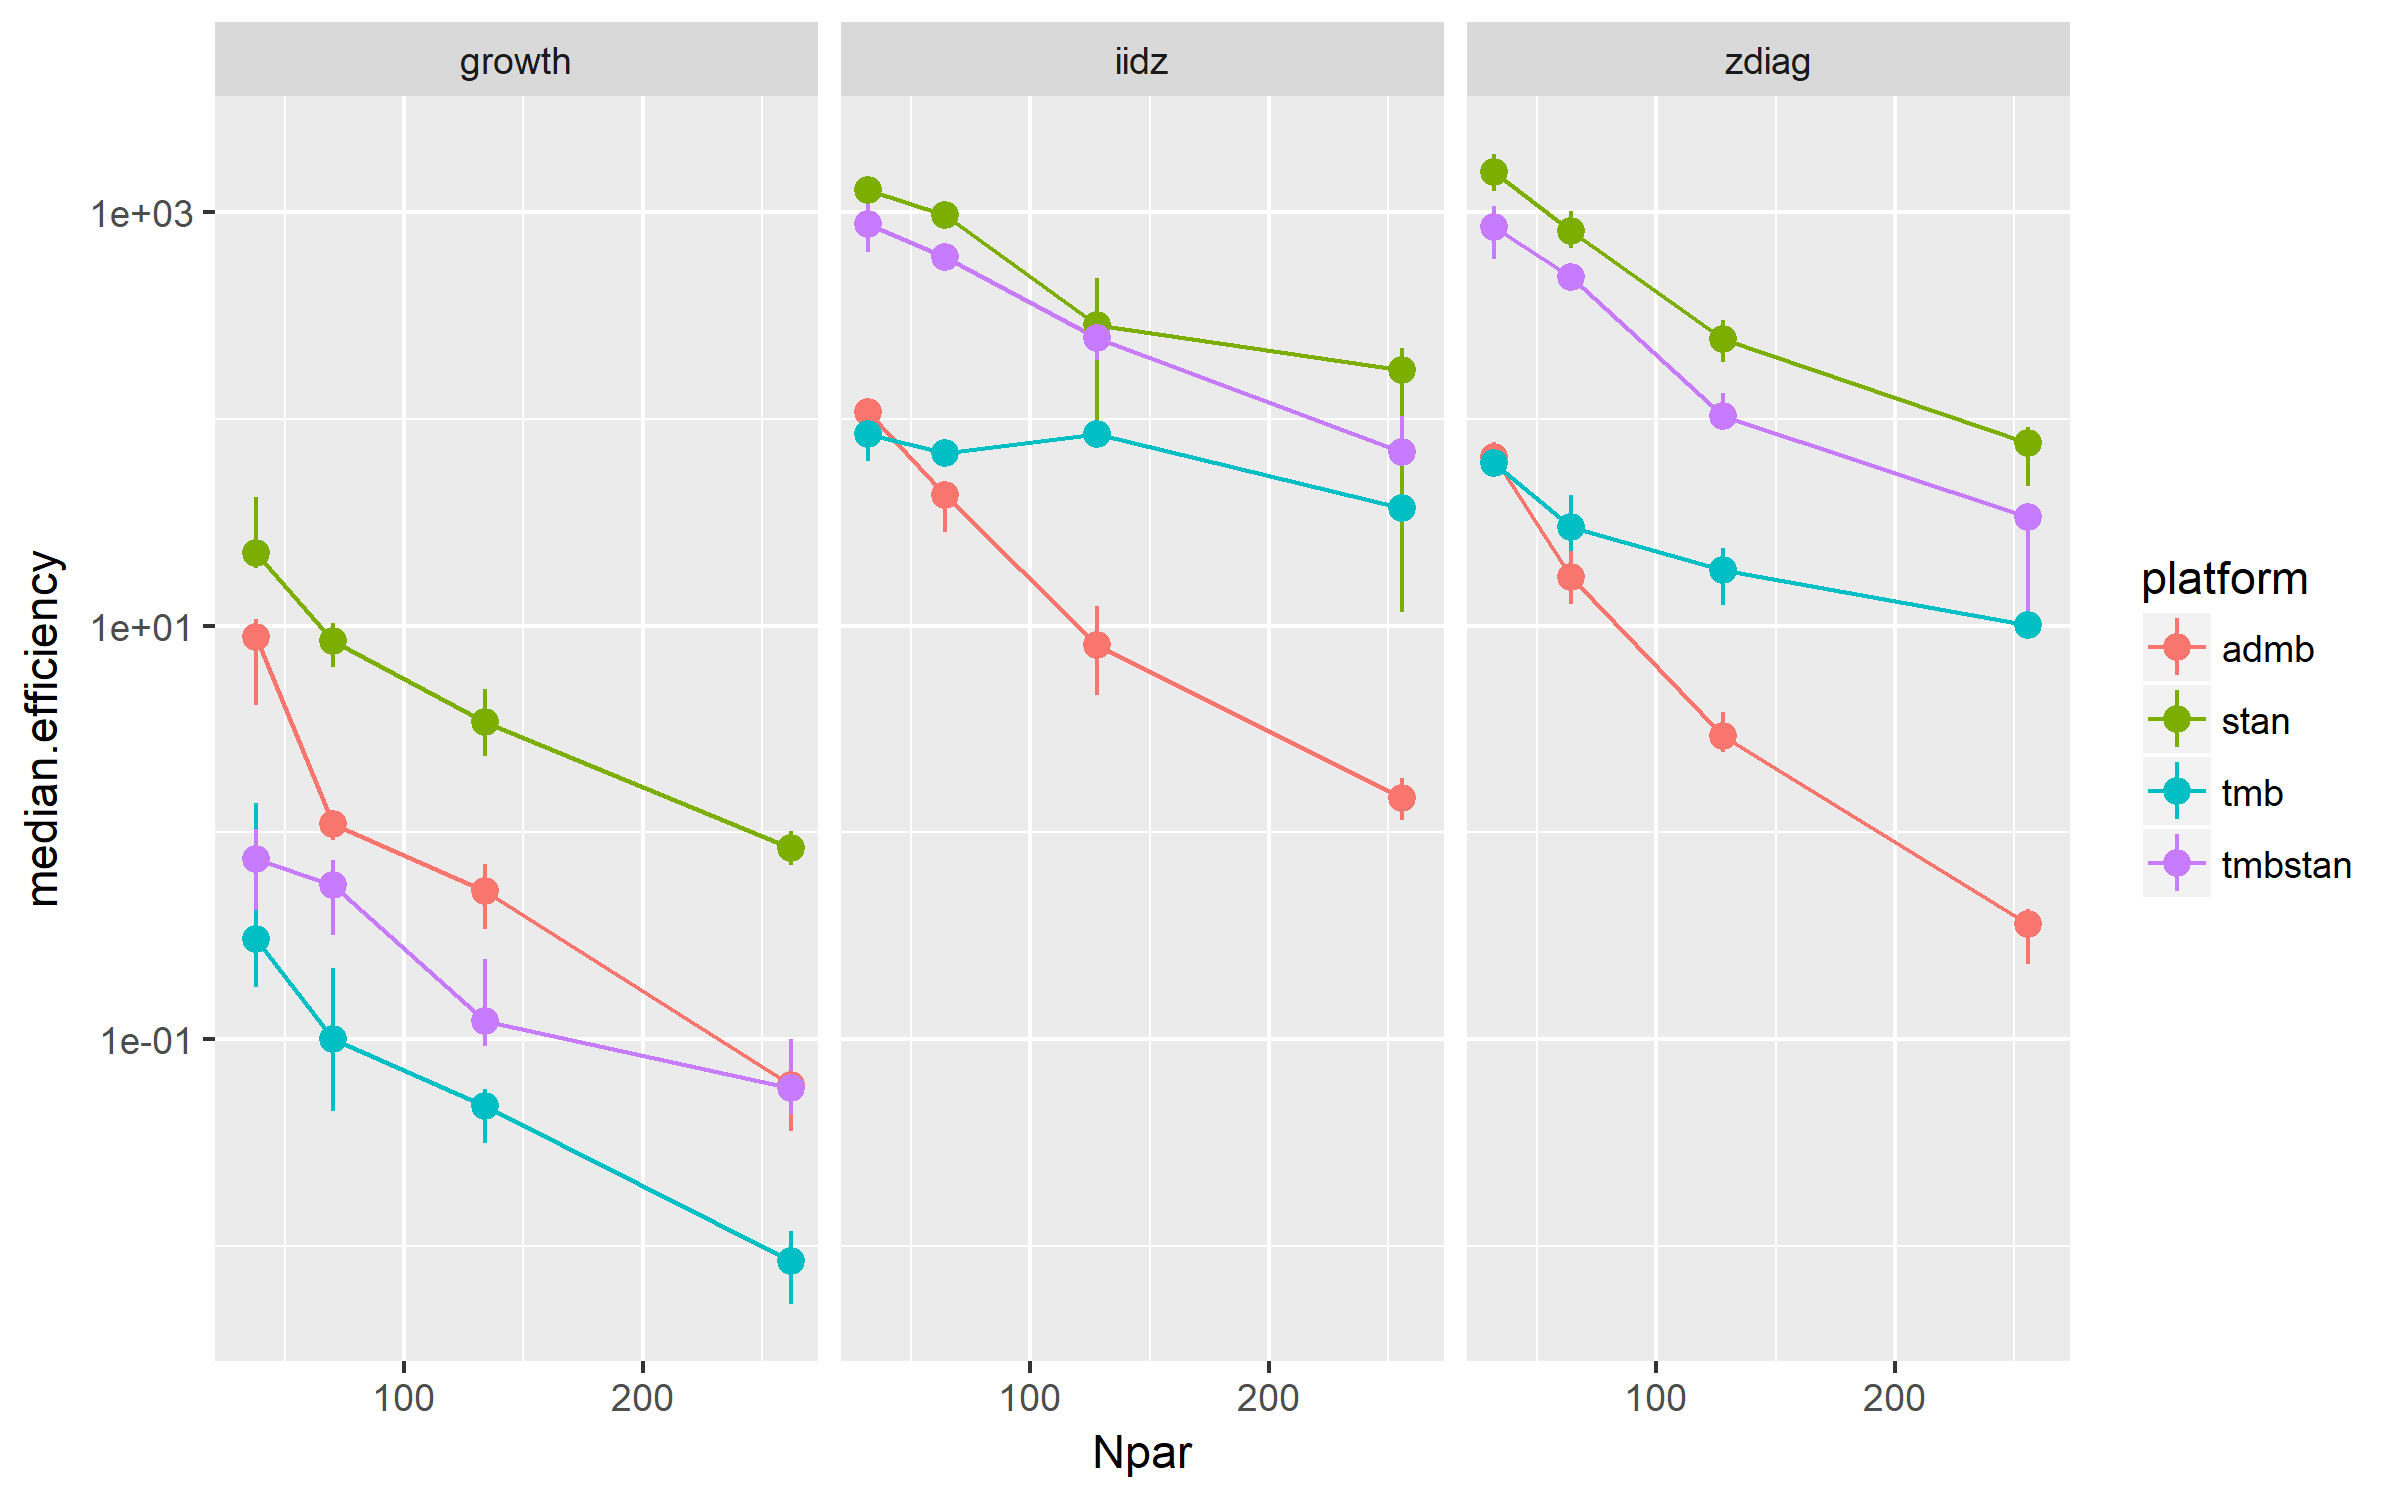 growth
iidz
zdiag
1e+03
1e+01
1e-01
median.efficiency
100 200
100 200
100 200
Npar
platform
admb
stan
tmb
tmbstan